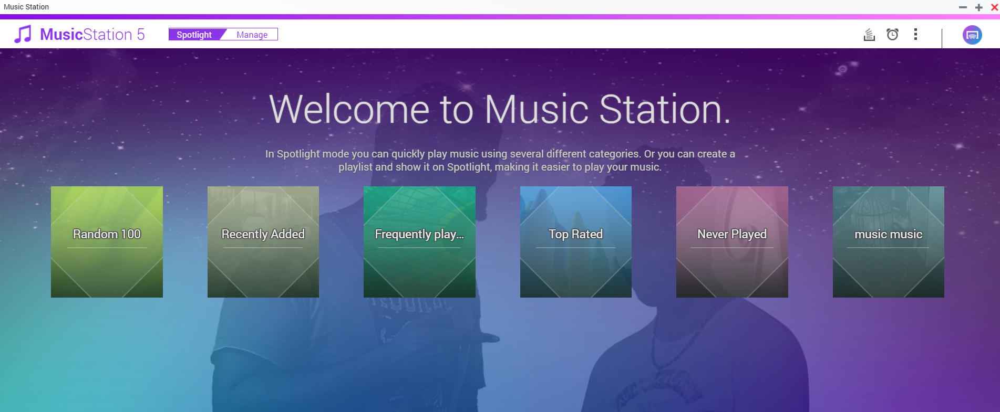 Music Station
MusicStation 5
Spotlight
Manage
Welcome to Music Station.
In Spotlight mode you can quickly play music using several different categories. Or you can create a
playlist and show it on Spotlight, making it easier to play your music.
Random 100
Recently Added
Frequently play...
Top Rated
Never Played
music music